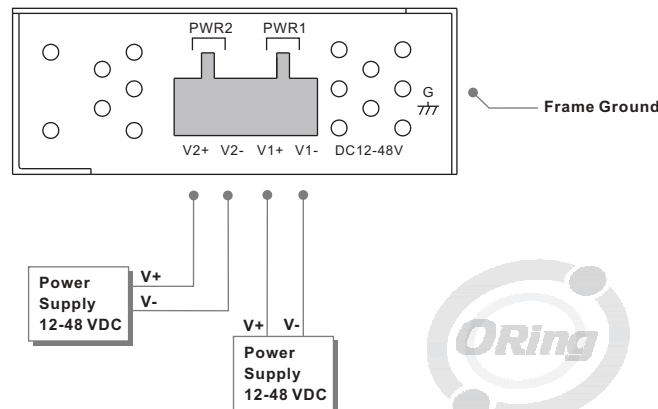 PWR2 PWR1
G
Frame Ground
V2+ V2- V1+ V1- DC12-48V
V+
Power
Supply
12-48 VDC
V-
V+ V-
Power
Supply
12-48 VDC
ORing